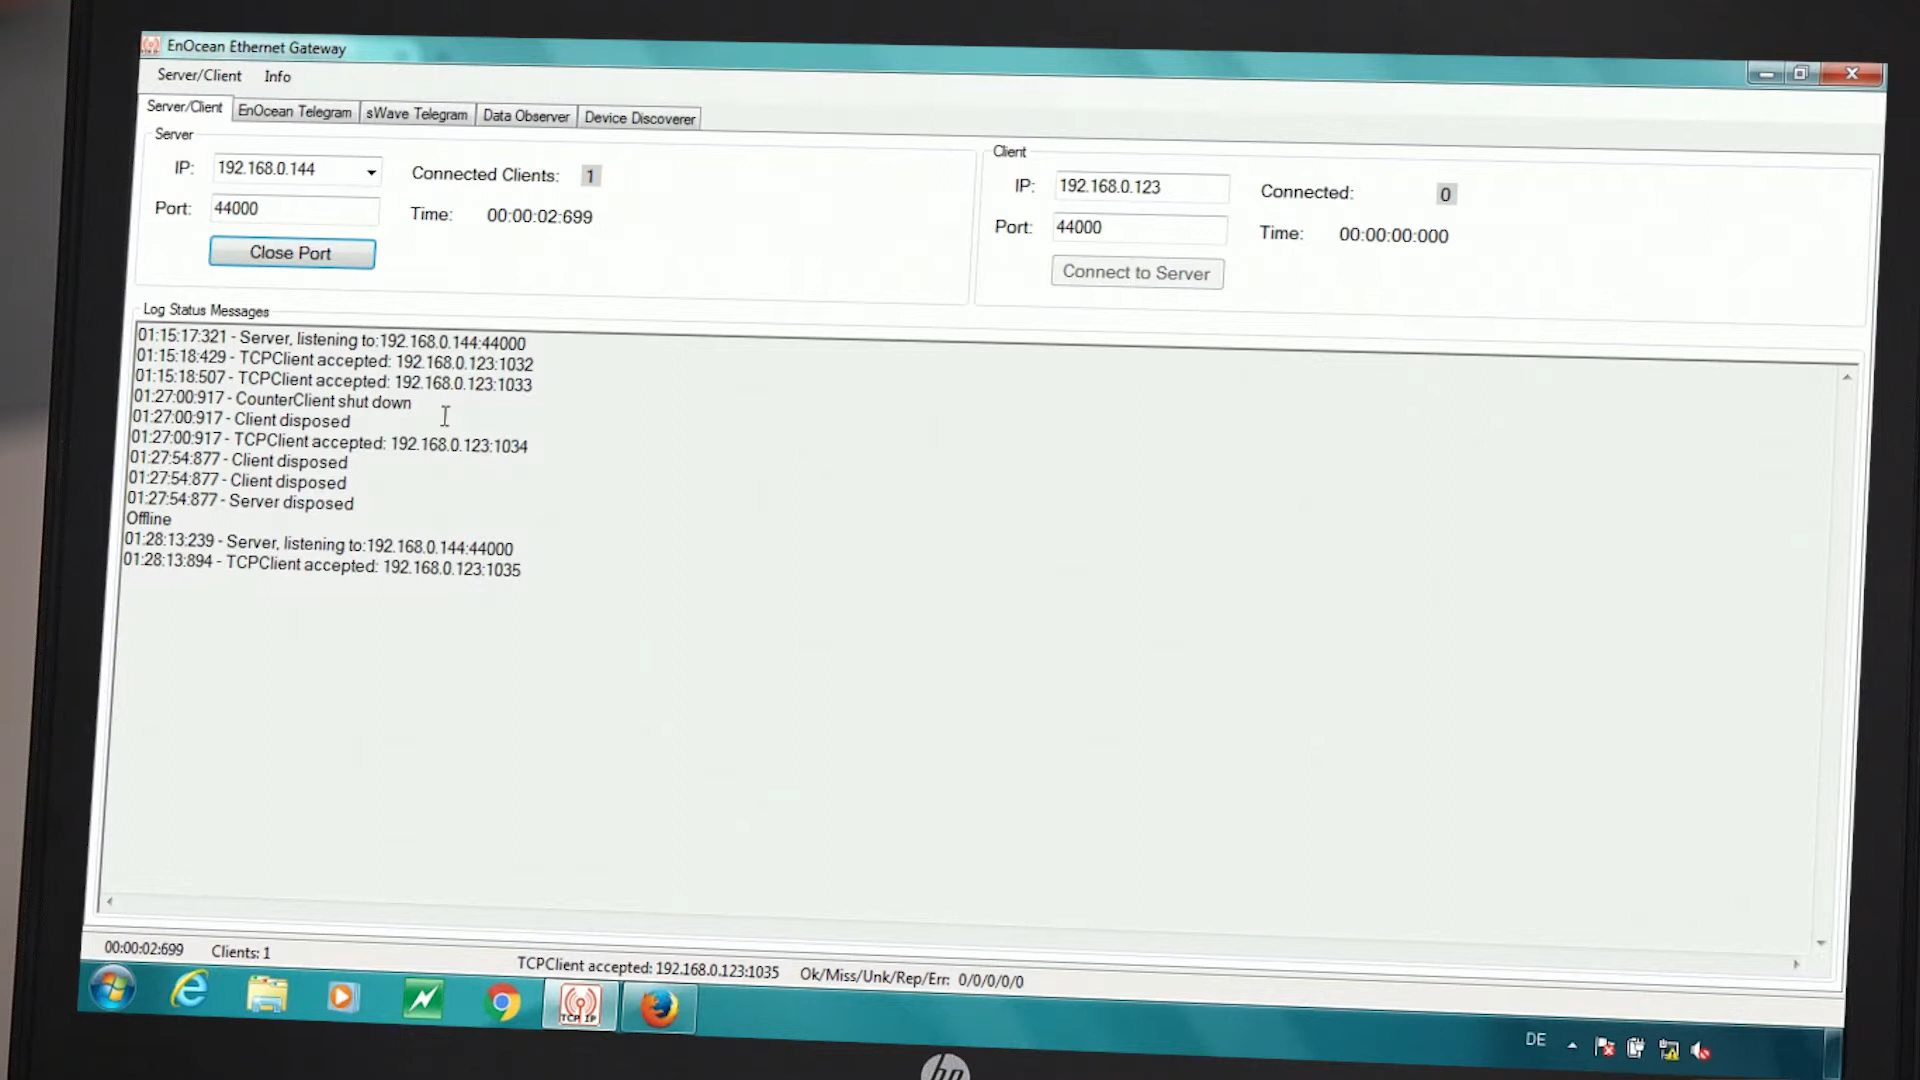 EnOcean Ethernet Gateway
Server/Client Info
Server/Client EnOcean Telegram sWave Telegram Data Observer Device Discoverer
Server
IP: 192.168.0.144 Connected Clients: 1
Port: 44000 Time: 00:00:02:699
Close Port
Client
IP: 192.168.0.123 Connected: 0
Port: 44000 Time: 00:00:00:000
Connect to Server
Log Status Messages
01:15:17:321 - Server, listening to:192.168.0.144:44000
01:15:18:429 - TCPClient accepted: 192.168.0.123:1032
01:15:18:507 - TCPClient accepted: 192.168.0.123:1033
01:27:00:917 - CounterClient shut down
01:27:00:917 - Client disposed
01:27:00:917 - TCPClient accepted: 192.168.0.123:1034
01:27:54:877 - Client disposed
01:27:54:877 - Client disposed
01:27:54:877 - Server disposed
Offline
01:28:13:239 - Server, listening to:192.168.0.144:44000
01:28:13:894 - TCPClient accepted: 192.168.0.123:1035
00:00:02:699 Clients: 1 TCPClient accepted: 192.168.0.123:1035 Ok/Miss/Unk/Rep/Err: 0/0/0/0/0
TCP IP
DE
hp